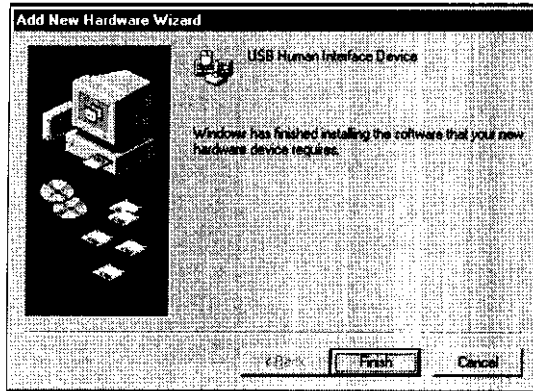 Add New Hardware Wizard
USB Human Interface Device
Windows has finished installing the software that your new
hardware device requires.
< Back
Finish
Cancel